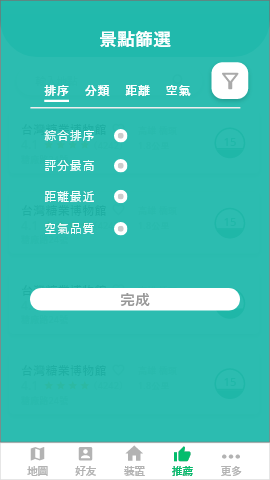 景點篩選
排序 分類 距離 空氣
綜合排序
評分最高
距離最近
空氣品質
完成
地圖 好友 裝置 推薦 更多